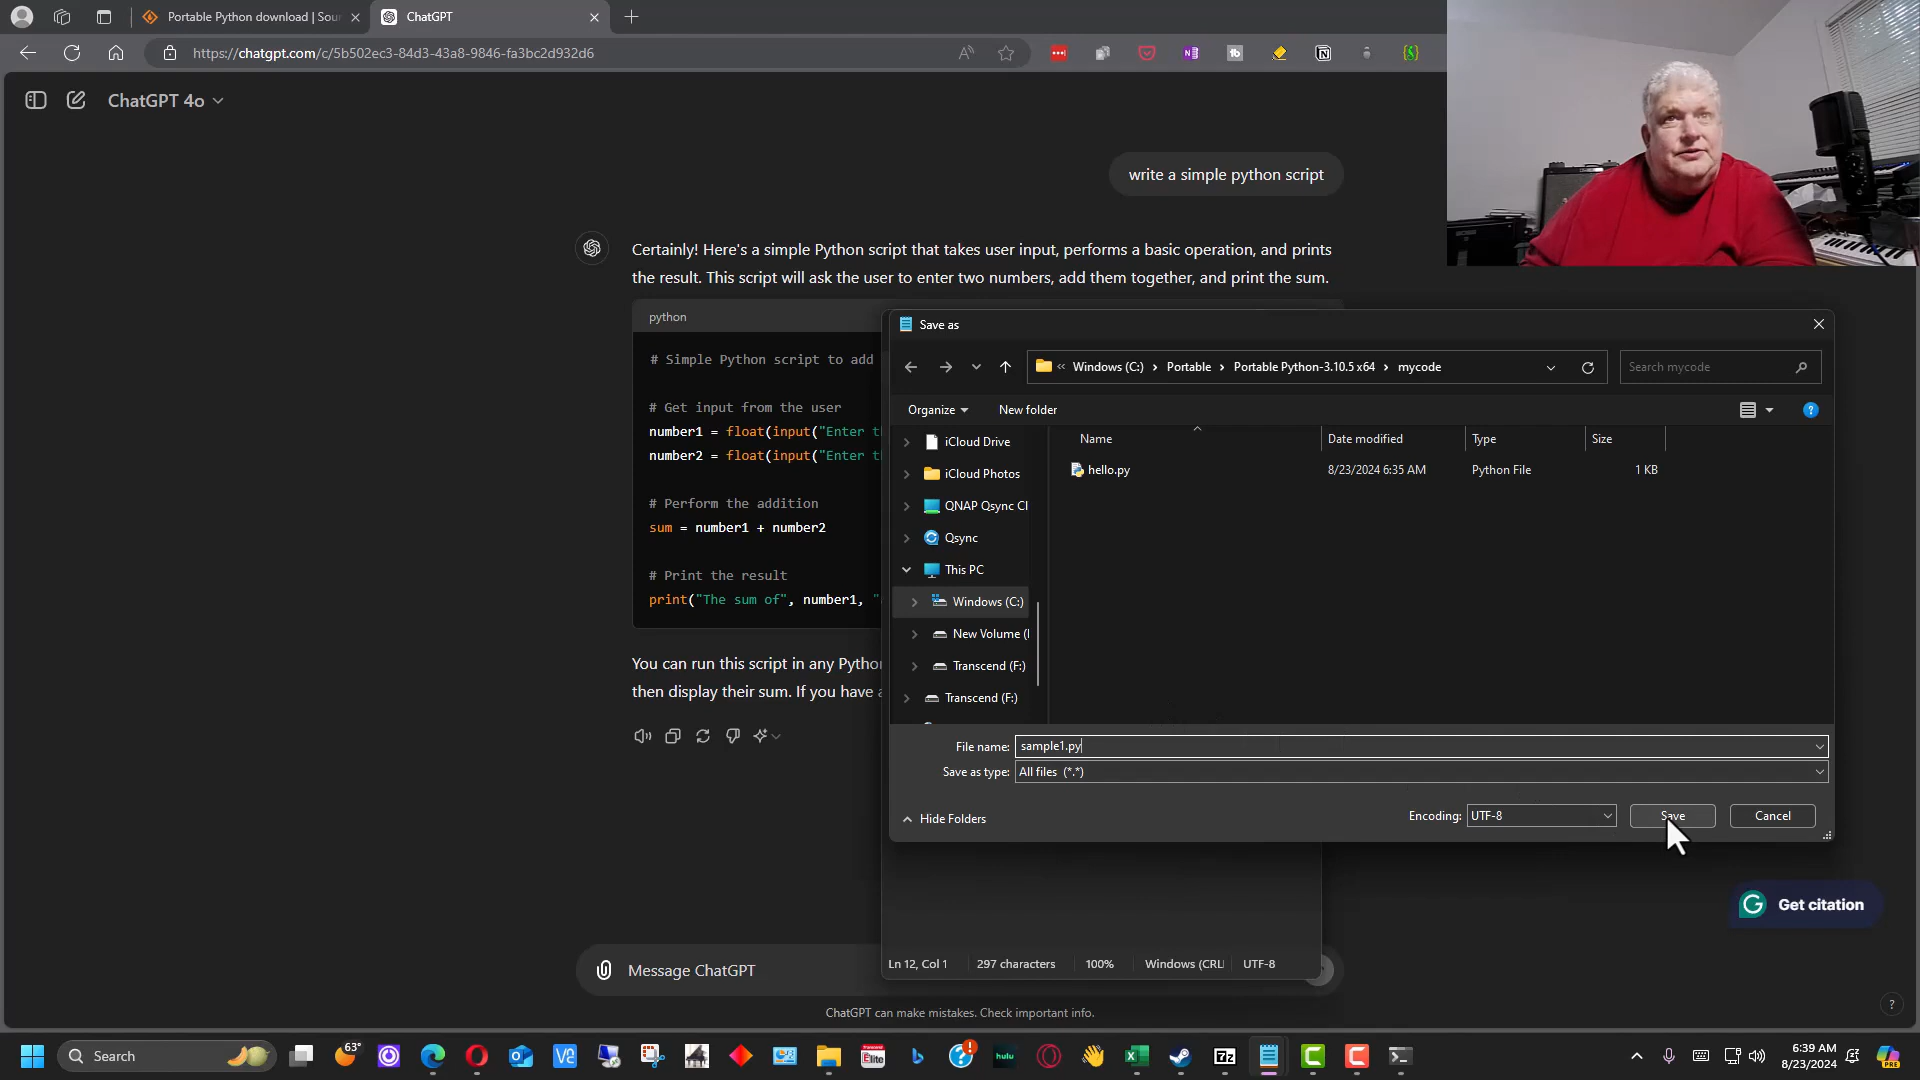 Portable Python download | Sour
ChatGPT
https://chatgpt.com/c/5b502ec3-84d3-43a8-9846-fa3bc2d932d6
ChatGPT 4o
write a simple python script
Certainly! Here's a simple Python script that takes user input, performs a basic operation, and prints
the result. This script will ask the user to enter two numbers, add them together, and print the sum.
python
# Simple Python script to add
# Get input from the user
number1 = float(input("Enter th
number2 = float(input("Enter th
# Perform the addition
sum = number1 + number2
# Print the result
print("The sum of", number1, "
You can run this script in any Pytho
then display their sum. If you have a
Save as
Windows (C:) Portable Portable Python-3.10.5 x64 mycode
Search mycode
Organize New folder
Name Date modified Type Size
hello.py 8/23/2024 6:35 AM Python File 1 KB
iCloud Drive
iCloud Photos
QNAP Qsync Cl
Qsync
This PC
Windows (C:)
New Volume (
Transcend (F:)
Transcend (F:)
File name: sample1.py
Save as type: All files (*.*)
Hide Folders
Encoding: UTF-8 Save Cancel
Get citation
Ln 12, Col 1 297 characters 100% Windows (CRL UTF-8
Message ChatGPT
ChatGPT can make mistakes. Check important info.
?
Search
63°
hulu
Elite
7z
6:39 AM
8/23/2024
PRE